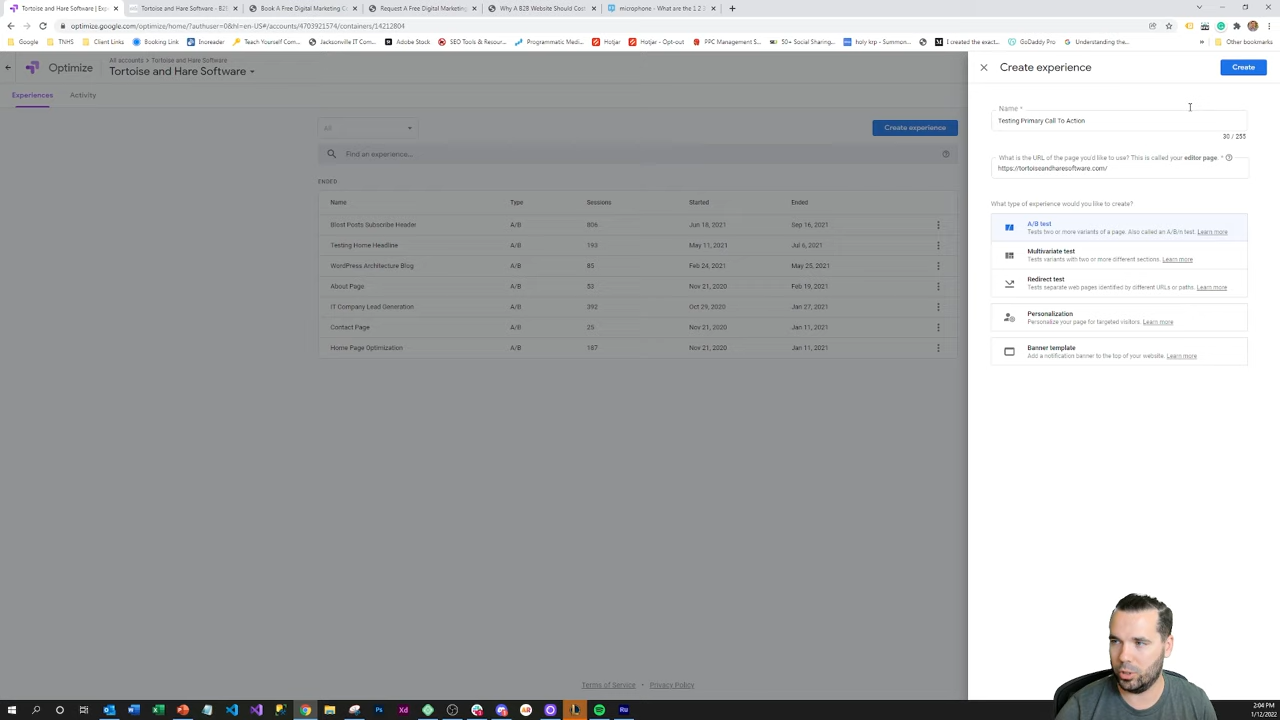 Tortoise and Hare Software | Exp
Tortoise and Hare Software - B2B
Book A Free Digital Marketing C
Request A Free Digital Marketing
Why A B2B Website Should Cost
microphone - What are the 1 2 3
optimize.google.com/optimize/home/?authuser=0&hl=en-US#/accounts/4703921574/containers/14212804
Google
TNHS
Client Links
Booking Link
Inoreader
Teach Yourself Com...
Jacksonville IT Com...
Adobe Stock
SEO Tools & Resour...
Programmatic Medi...
Hotjar
Hotjar - Opt-out
PPC Management S...
50+ Social Sharing...
holy krp - Summon...
I created the exact...
GoDaddy Pro
Understanding the...
»
Other bookmarks
Optimize
All accounts > Tortoise and Hare Software
Tortoise and Hare Software
Experiences
Activity
All
Create experience
Find an experience...
ENDED
Name Type Sessions Started Ended
Blost Posts Subscribe Header A/B 806 Jun 18, 2021 Sep 16, 2021
Testing Home Headline A/B 193 May 11, 2021 Jul 6, 2021
WordPress Architecture Blog A/B 85 Feb 24, 2021 May 25, 2021
About Page A/B 53 Nov 21, 2020 Feb 19, 2021
IT Company Lead Generation A/B 392 Oct 29, 2020 Jan 27, 2021
Contact Page A/B 25 Nov 21, 2020 Jan 11, 2021
Home Page Optimization A/B 187 Nov 21, 2020 Jan 11, 2021
Terms of Service • Privacy Policy
Create experience
Create
Name *
Testing Primary Call To Action
30 / 255
What is the URL of the page you'd like to use? This is called your editor page. *
https://tortoiseandharesoftware.com/
What type of experience would you like to create?
A/B test
Tests two or more variants of a page. Also called an A/B/n test. Learn more
Multivariate test
Tests variants with two or more different sections. Learn more
Redirect test
Tests separate web pages identified by different URLs or paths. Learn more
Personalization
Personalize your page for targeted visitors. Learn more
Banner template
Add a notification banner to the top of your website. Learn more
2:04 PM
1/12/2022